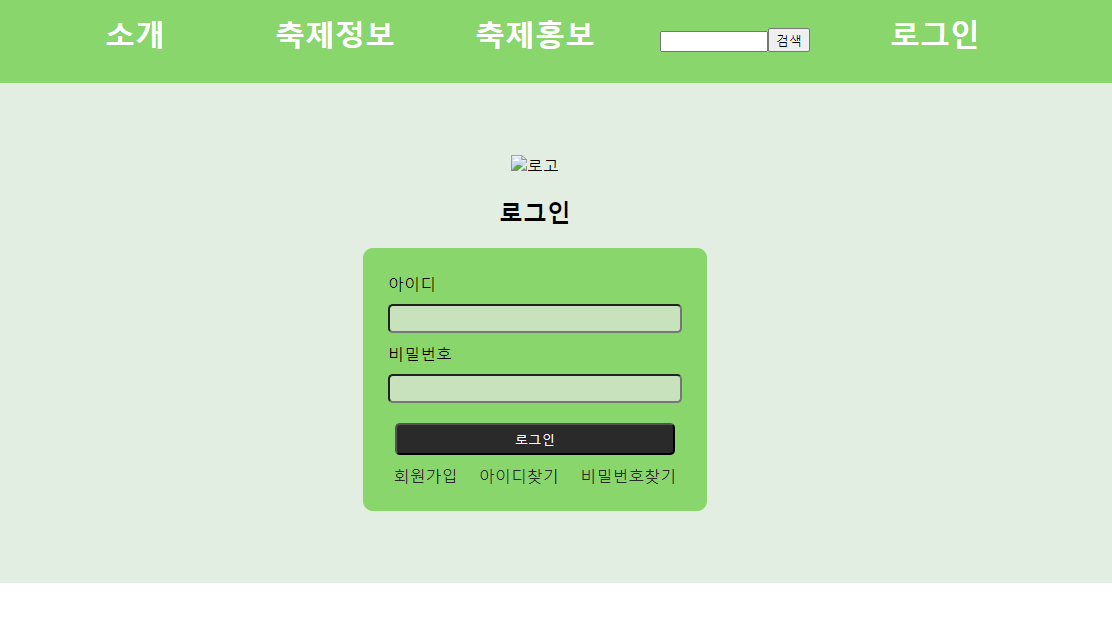 소개 축제정보 축제홍보 검색 로그인
로고
로그인
아이디
비밀번호
로그인
회원가입 아이디찾기 비밀번호찾기